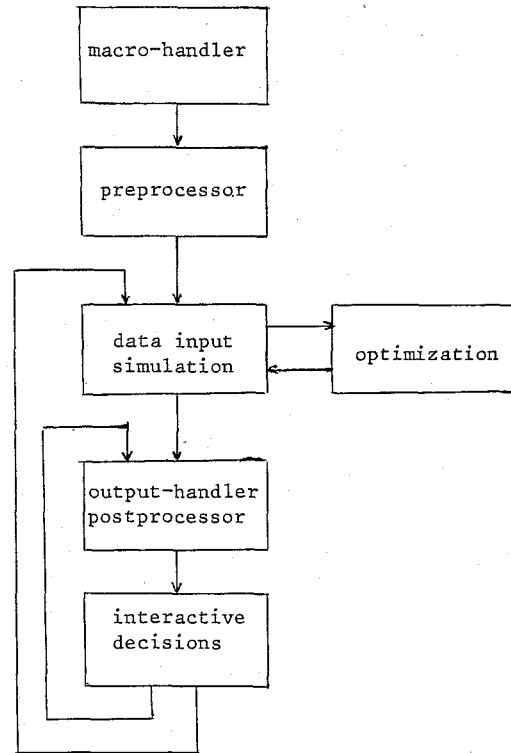 macro-handler
preprocessor
data input
simulation
optimization
output-handler
postprocessor
interactive
decisions